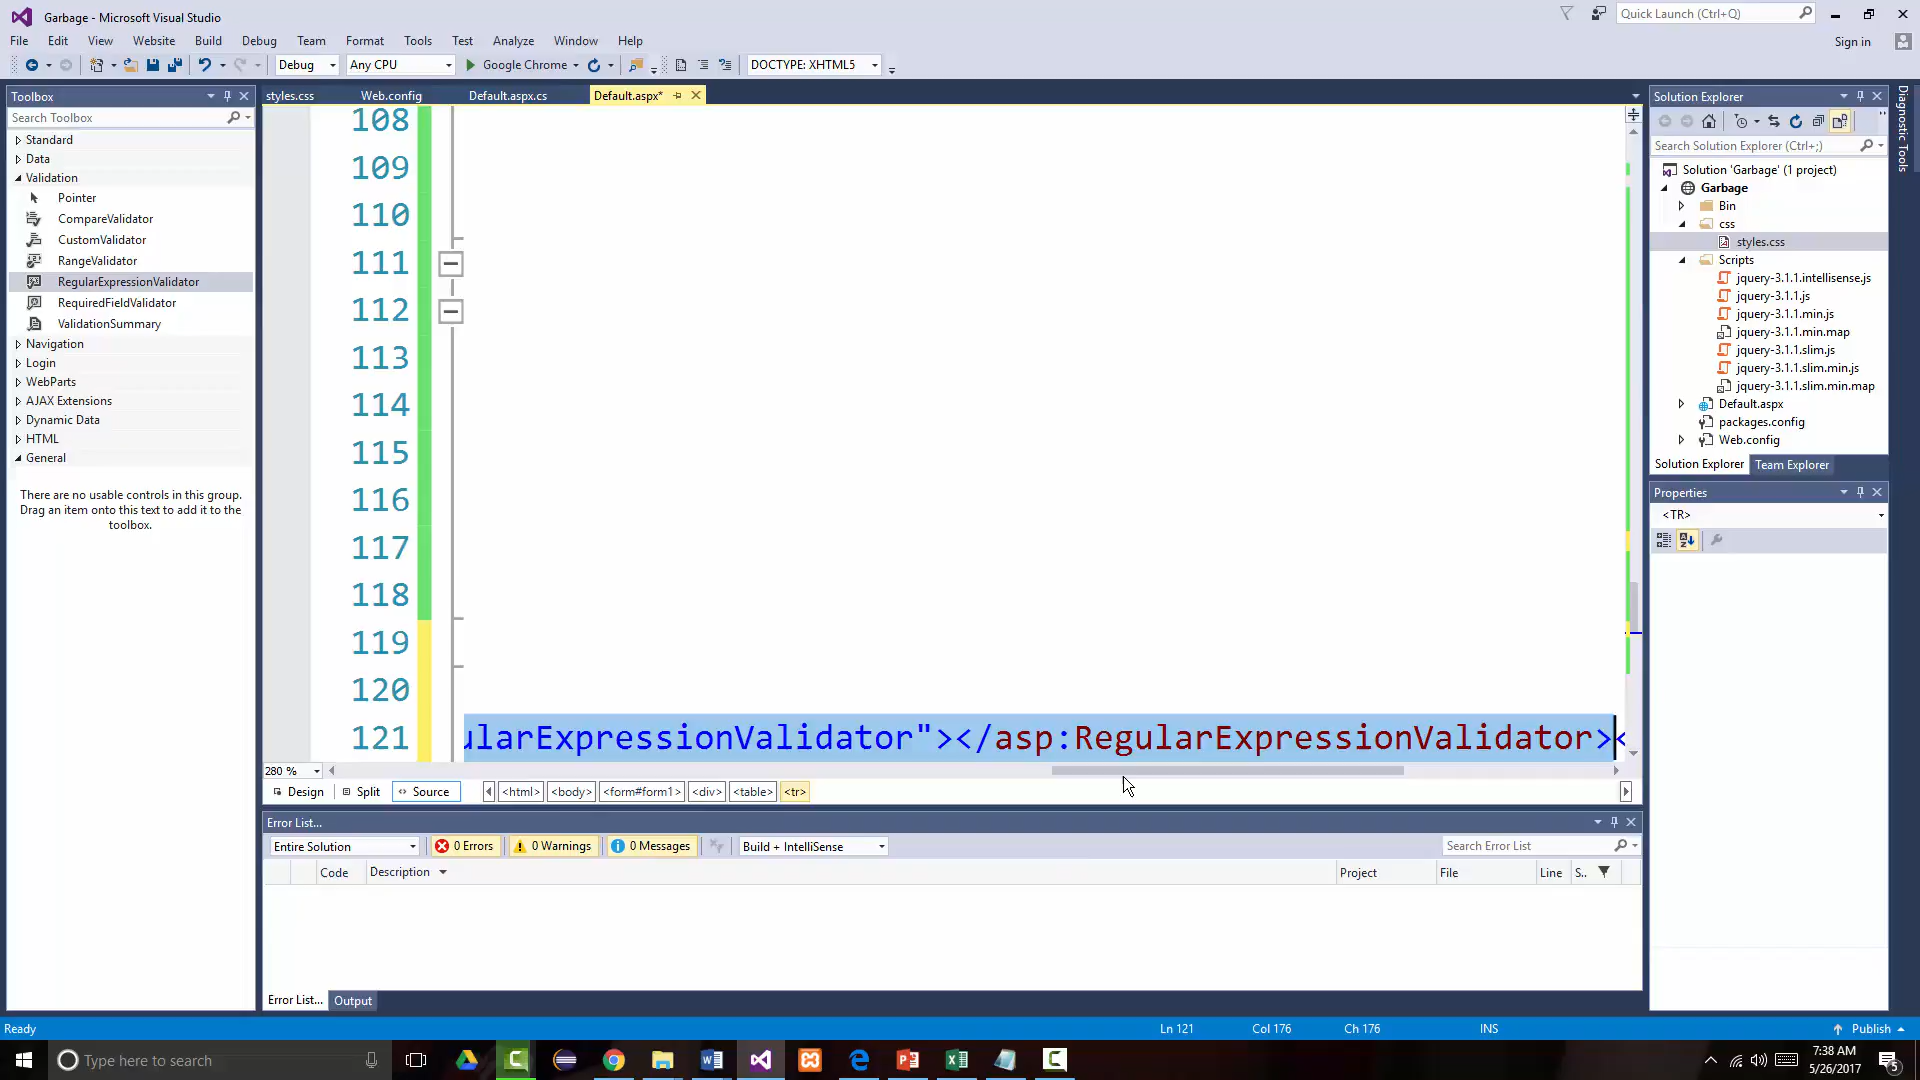 Garbage - Microsoft Visual Studio
Quick Launch (Ctrl+Q)
File Edit View Website Build Debug Team Format Tools Test Analyze Window Help
Sign in
Debug Any CPU Google Chrome DOCTYPE: XHTML5
Toolbox
Search Toolbox
Standard
Data
Validation
Pointer
CompareValidator
CustomValidator
RangeValidator
RegularExpressionValidator
RequiredFieldValidator
ValidationSummary
Navigation
Login
WebParts
AJAX Extensions
Dynamic Data
HTML
General
There are no usable controls in this group.
Drag an item onto this text to add it to the
toolbox.
styles.css Web.config Default.aspx.cs Default.aspx*
108
109
110
111
112
113
114
115
116
117
118
119
120
121 ularExpressionValidator"></asp:RegularExpressionValidator><
280 %
Design Split Source <html> <body> <form#form1> <div> <table> <tr>
Error List...
Entire Solution 0 Errors 0 Warnings 0 Messages Build + IntelliSense Search Error List
Code Description Project File Line S..
Error List... Output
Solution Explorer
Search Solution Explorer (Ctrl+;)
Solution 'Garbage' (1 project)
Garbage
Bin
css
styles.css
Scripts
jquery-3.1.1.intellisense.js
jquery-3.1.1.js
jquery-3.1.1.min.js
jquery-3.1.1.min.map
jquery-3.1.1.slim.js
jquery-3.1.1.slim.min.js
jquery-3.1.1.slim.min.map
Default.aspx
packages.config
Web.config
Solution Explorer Team Explorer
Properties
<TR>
Diagnostic Tools
Ready Ln 121 Col 176 Ch 176 INS Publish
Type here to search
7:38 AM
5/26/2017
5